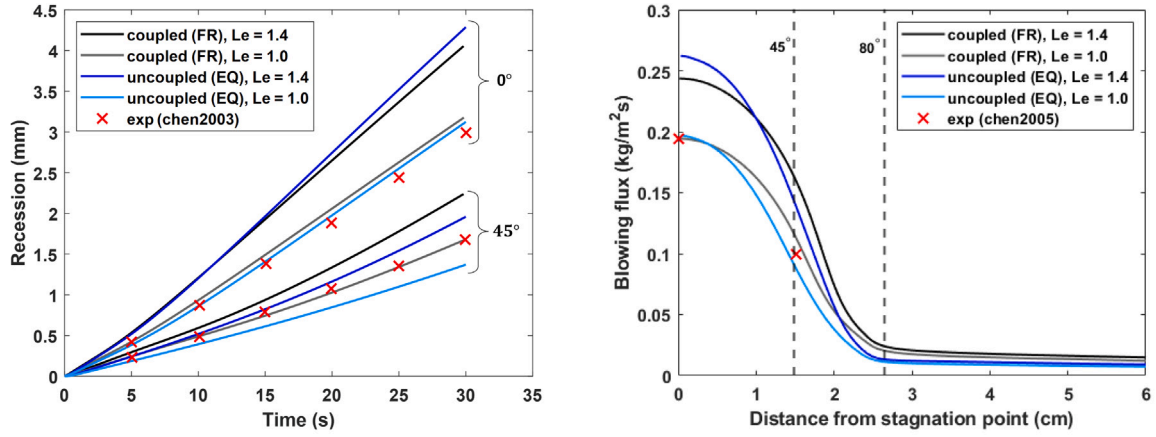 4.5
4
3.5
3
2.5
2
1.5
1
0.5
0
0 5 10 15 20 25 30 35
Recession (mm)
Time (s)
coupled (FR), Le = 1.4
coupled (FR), Le = 1.0
uncoupled (EQ), Le = 1.4
uncoupled (EQ), Le = 1.0
exp (chen2003)
0°
45°
0.3
0.25
0.2
0.15
0.1
0.05
0
0 1 2 3 4 5 6
Blowing flux (kg/m²s)
Distance from stagnation point (cm)
45°
80°
coupled (FR), Le = 1.4
coupled (FR), Le = 1.0
uncoupled (EQ), Le = 1.4
uncoupled (EQ), Le = 1.0
exp (chen2005)